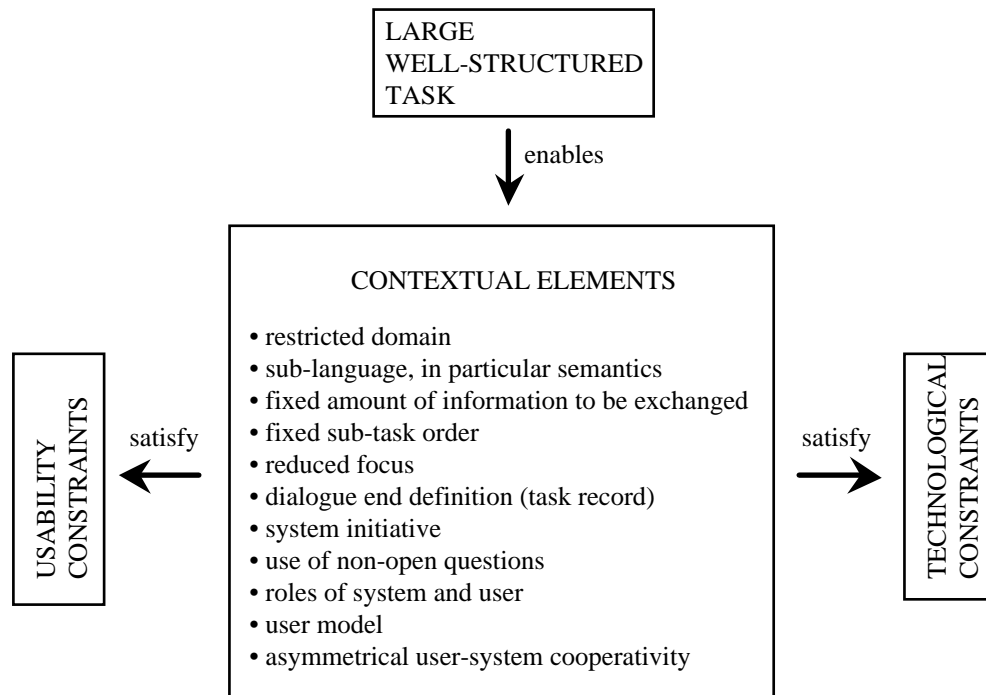 LARGE
WELL-STRUCTURED
TASK
enables
CONTEXTUAL ELEMENTS
• restricted domain
• sub-language, in particular semantics
• fixed amount of information to be exchanged
• fixed sub-task order
• reduced focus
• dialogue end definition (task record)
• system initiative
• use of non-open questions
• roles of system and user
• user model
• asymmetrical user-system cooperativity
satisfy
USABILITY
CONSTRAINTS
satisfy
TECHNOLOGICAL
CONSTRAINTS